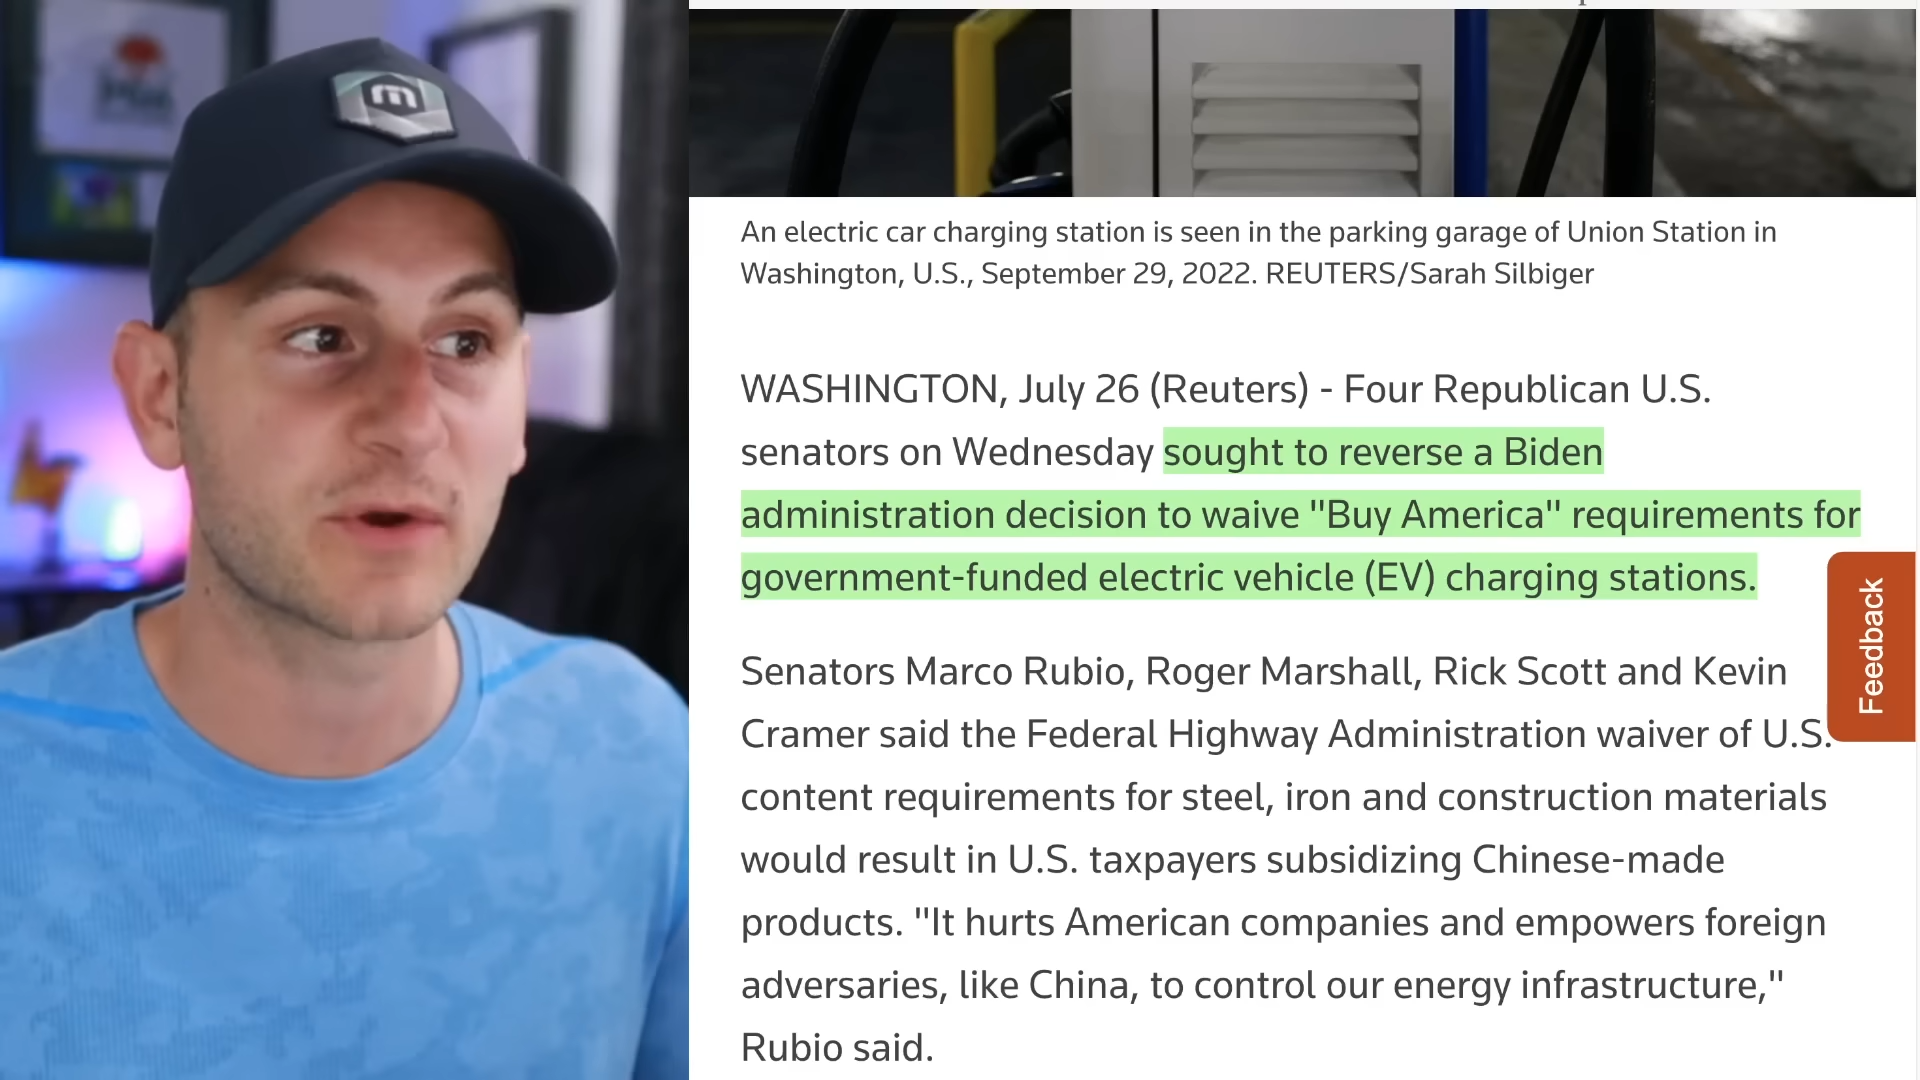 An electric car charging station is seen in the parking garage of Union Station in
Washington, U.S., September 29, 2022. REUTERS/Sarah Silbiger
WASHINGTON, July 26 (Reuters) - Four Republican U.S.
senators on Wednesday sought to reverse a Biden
administration decision to waive "Buy America" requirements for
government-funded electric vehicle (EV) charging stations.
Senators Marco Rubio, Roger Marshall, Rick Scott and Kevin
Cramer said the Federal Highway Administration waiver of U.S.
content requirements for steel, iron and construction materials
would result in U.S. taxpayers subsidizing Chinese-made
products. "It hurts American companies and empowers foreign
adversaries, like China, to control our energy infrastructure,"
Rubio said.
Feedback